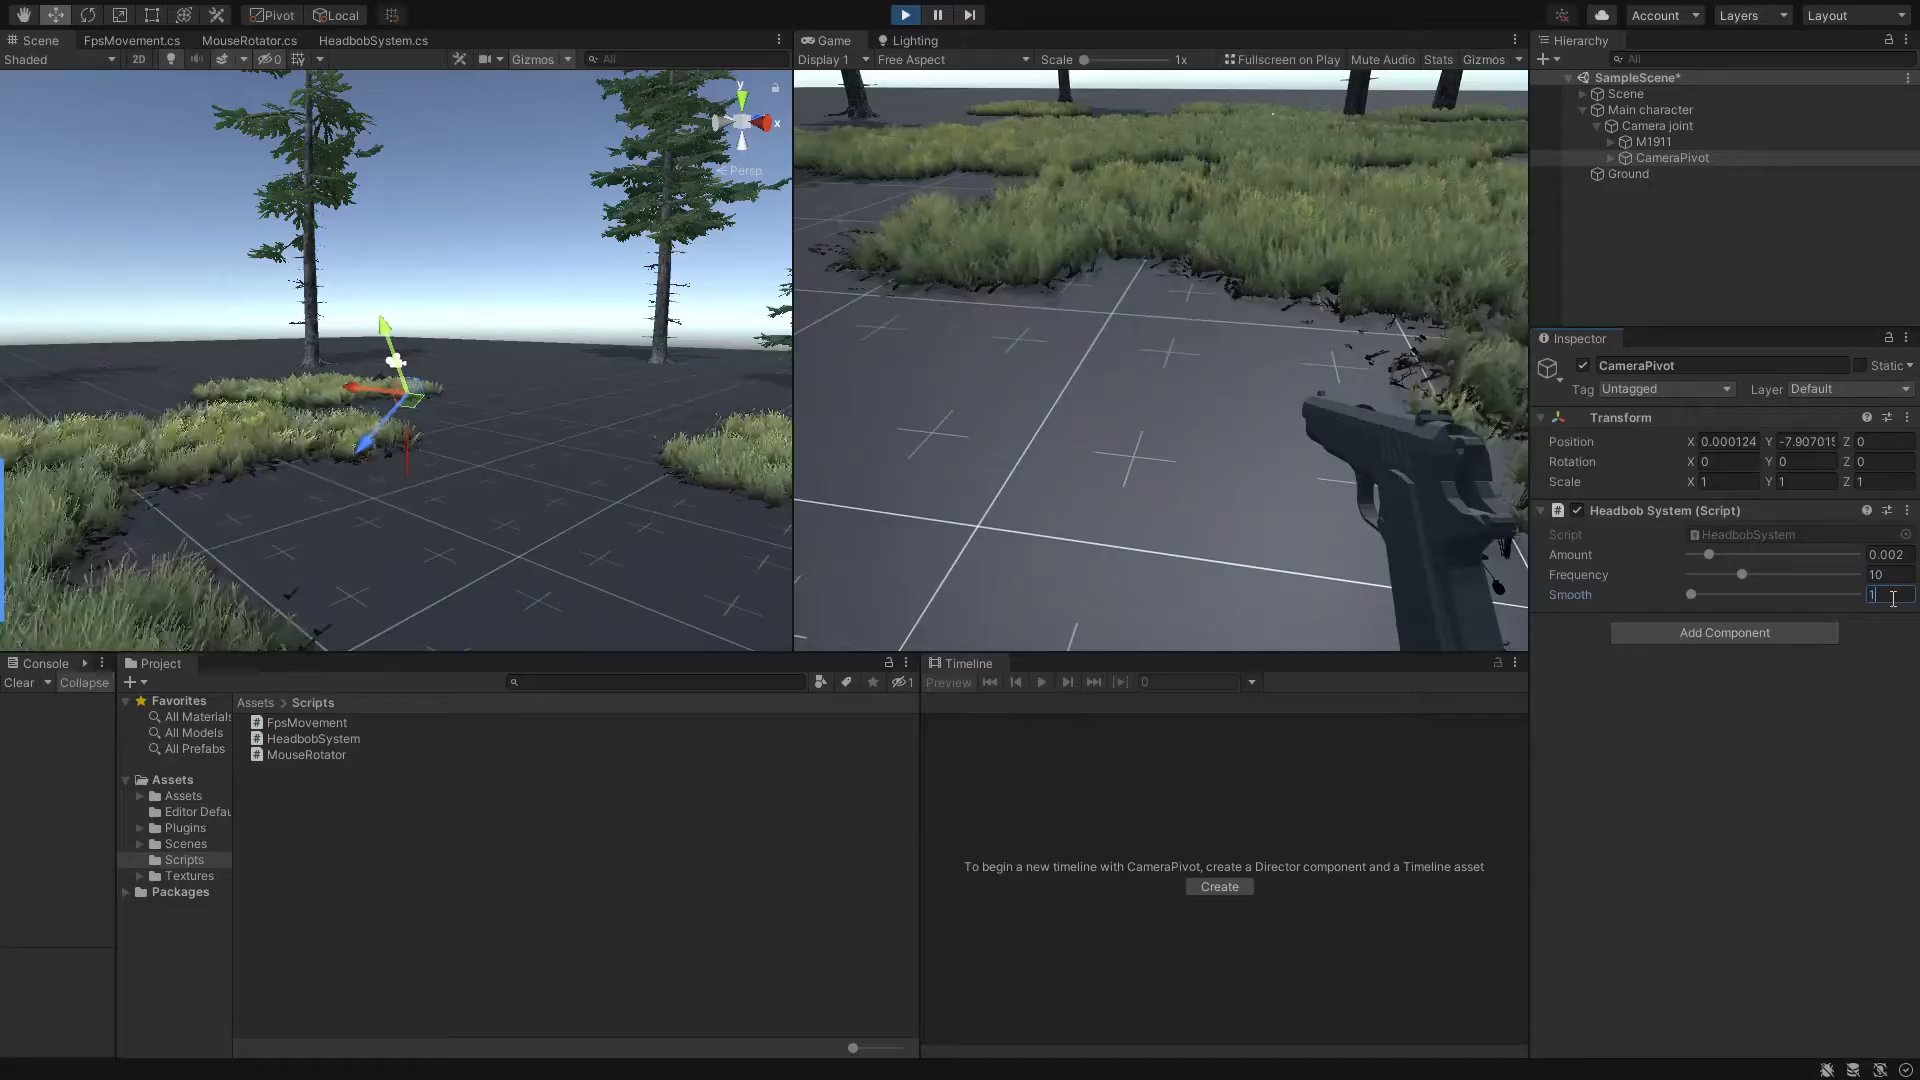 Pivot
Local
Account
Layers
Layout
Scene
FpsMovement.cs
MouseRotator.cs
HeadbobSystem.cs
Game
Lighting
Hierarchy
Shaded
2D
0
Gizmos
All
Display 1
Free Aspect
Scale
1x
Fullscreen on Play
Mute Audio
Stats
Gizmos
All
SampleScene*
Scene
Main character
Camera joint
M1911
CameraPivot
Ground
y
x
Persp
Inspector
CameraPivot
Static
Tag Untagged
Layer Default
Transform
Position X 0.000124 Y -7.907015 Z 0
Rotation X 0 Y 0 Z 0
Scale X 1 Y 1 Z 1
Headbob System (Script)
Script HeadbobSystem
Amount 0.002
Frequency 10
Smooth 1
Add Component
Console
Clear
Collapse
Project
1
Favorites
All Materials
All Models
All Prefabs
Assets
Assets
Editor Defau
Plugins
Scenes
Scripts
Textures
Packages
Assets > Scripts
FpsMovement
HeadbobSystem
MouseRotator
Timeline
Preview
0
To begin a new timeline with CameraPivot, create a Director component and a Timeline asset
Create